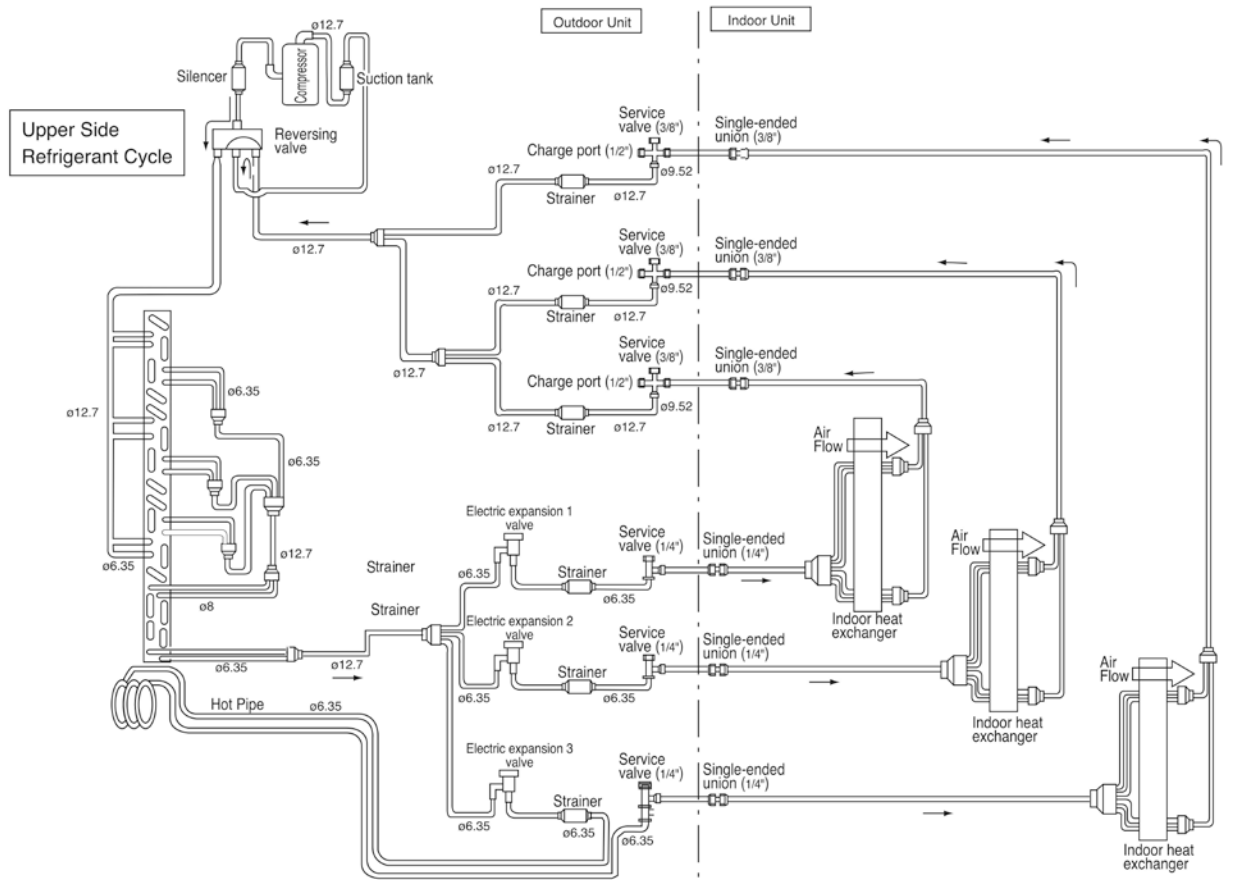 ø12.7
Outdoor Unit
Indoor Unit
Silencer
Compressor
Suction tank
Upper Side
Refrigerant Cycle
Reversing
valve
Service
valve (3/8")
Single-ended
union (3/8")
Charge port (1/2")
ø9.52
ø12.7
Strainer
ø12.7
ø12.7
Service
valve (3/8")
Single-ended
union (3/8")
Charge port (1/2")
ø9.52
ø12.7
Strainer
ø12.7
ø12.7
Service
valve (3/8")
Single-ended
union (3/8")
Charge port (1/2")
ø9.52
ø12.7
Strainer
ø12.7
ø6.35
ø12.7
ø6.35
ø12.7
ø6.35
ø8
Air
Flow
Indoor heat
exchanger
Electric expansion 1
valve
Service
valve (1/4")
Single-ended
union (1/4")
Strainer
Strainer
ø6.35
ø6.35
Strainer
Air
Flow
Indoor heat
exchanger
Electric expansion 2
valve
Service
valve (1/4")
Single-ended
union (1/4")
ø6.35
ø12.7
ø6.35
Strainer
ø6.35
Hot Pipe
ø6.35
Air
Flow
Indoor heat
exchanger
Electric expansion 3
valve
Service
valve (1/4")
Single-ended
union (1/4")
Strainer
ø6.35
ø6.35
ø6.35